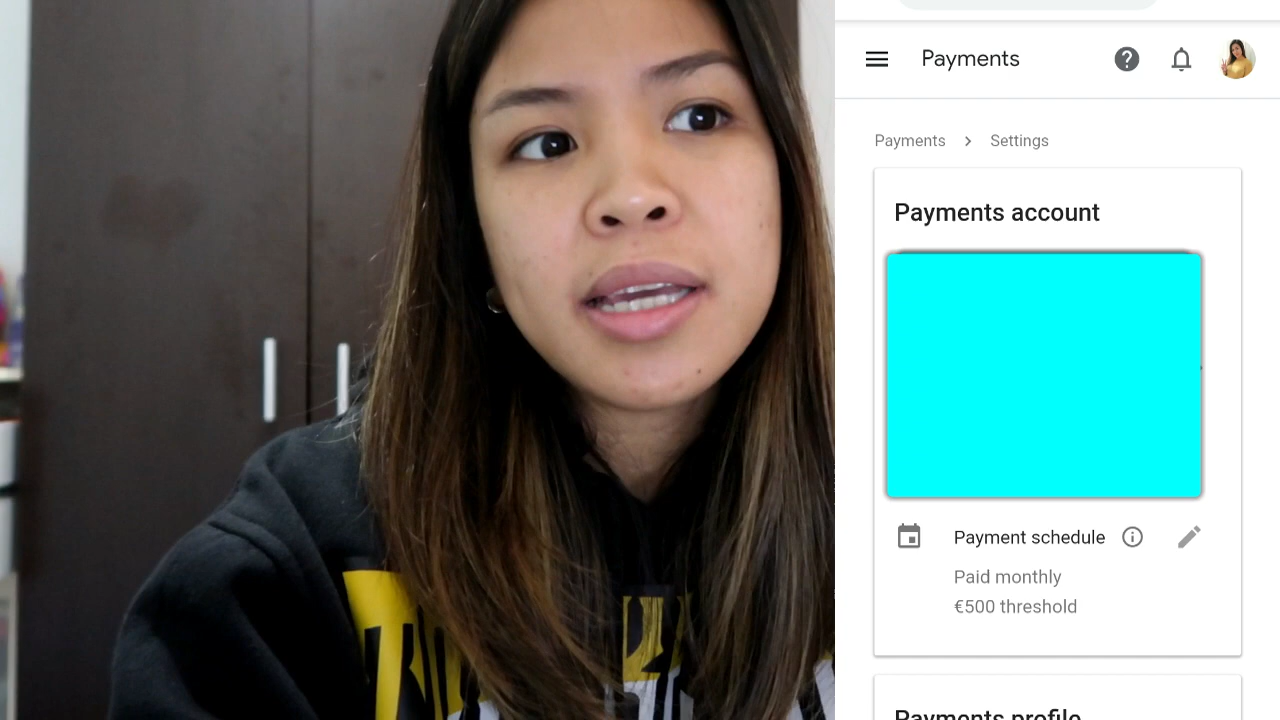 Payments
Payments > Settings
Payments account
Payment schedule
Paid monthly
€500 threshold
Payments profile